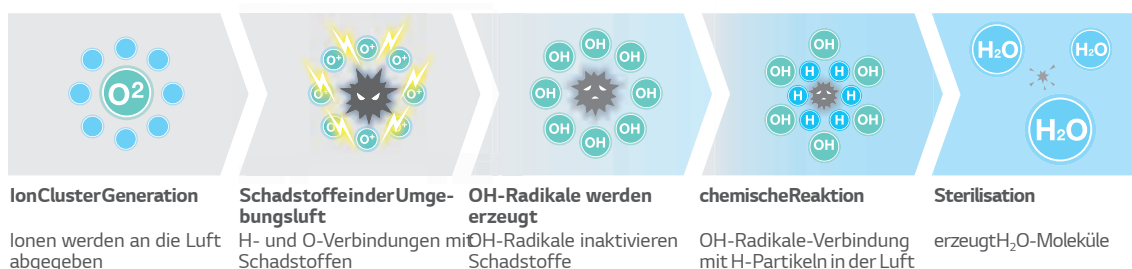 O²
O⁺ O⁺ O⁺
O⁺ O⁺
O⁺ O⁺ O⁺
OH
OH OH
OH OH
OH OH
OH
OH
OH H H OH
H H
OH H H OH
OH
H₂O
H₂O
H₂O
IonClusterGeneration
SchadstoffeinderUmge-
bungsluft
H- und O-Verbindungen mit
Schadstoffen
Ionen werden an die Luft
abgegeben
OH-Radikale werden
erzeugt
OH-Radikale inaktivieren
Schadstoffe
chemischeReaktion
OH-Radikale-Verbindung
mit H-Partikeln in der Luft
Sterilisation
erzeugtH₂O-Moleküle